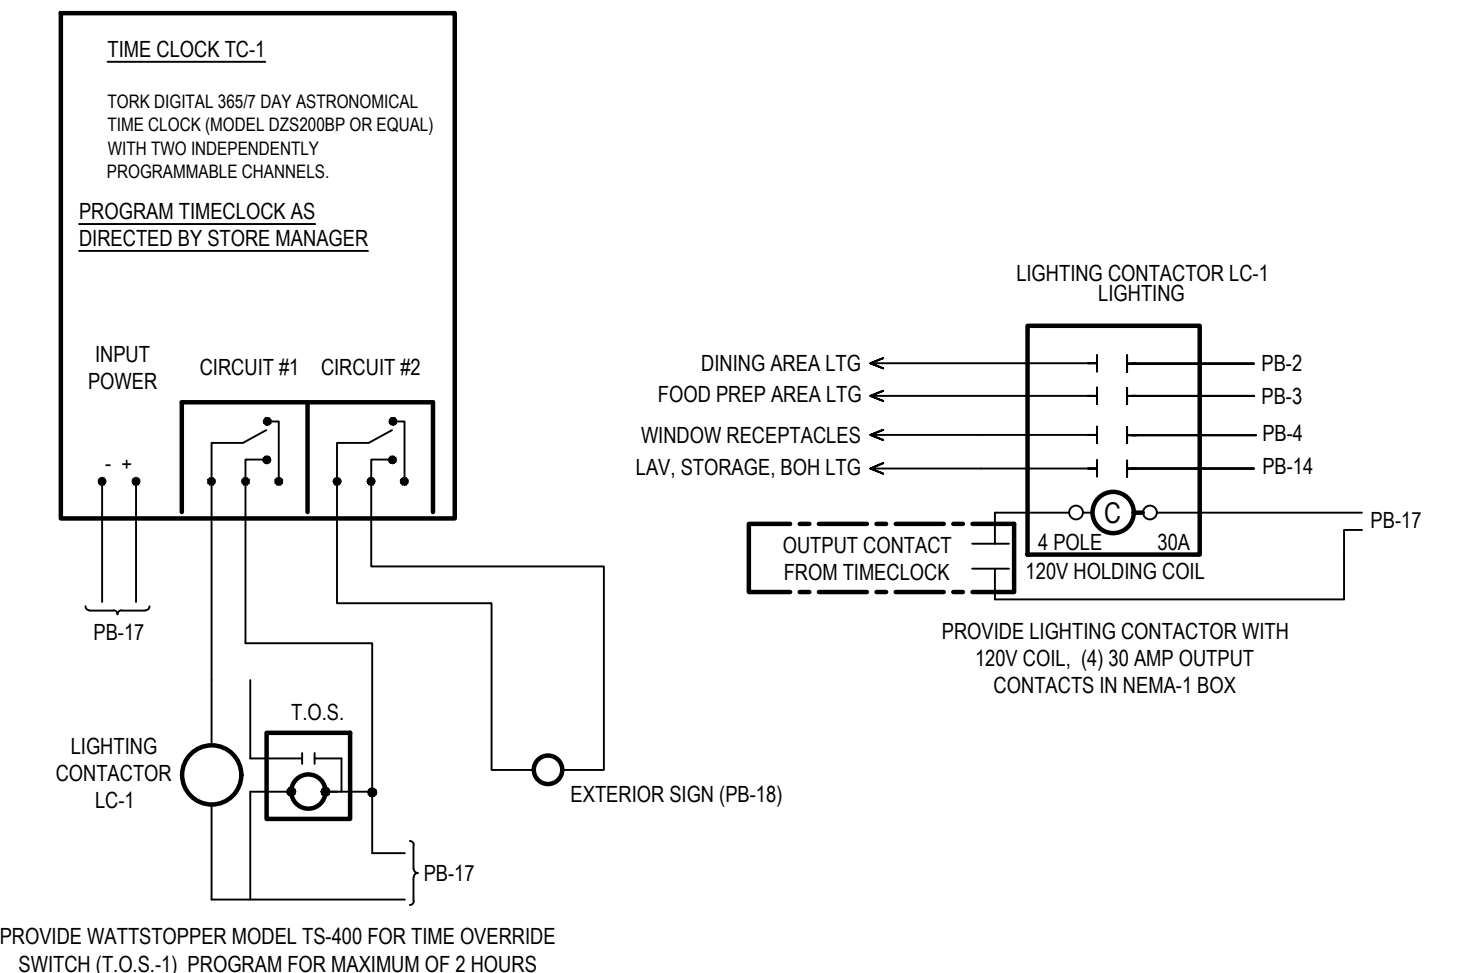 TIME CLOCK TC-1
TORK DIGITAL 365/7 DAY ASTRONOMICAL
TIME CLOCK (MODEL DZS200BP OR EQUAL)
WITH TWO INDEPENDENTLY
PROGRAMMABLE CHANNELS.
PROGRAM TIMECLOCK AS
DIRECTED BY STORE MANAGER
INPUT
POWER
CIRCUIT #1
CIRCUIT #2
- +
PB-17
T.O.S.
LIGHTING
CONTACTOR
LC-1
EXTERIOR SIGN (PB-18)
PB-17
PROVIDE WATTSTOPPER MODEL TS-400 FOR TIME OVERRIDE
SWITCH (T.O.S.-1) PROGRAM FOR MAXIMUM OF 2 HOURS
LIGHTING CONTACTOR LC-1
LIGHTING
DINING AREA LTG
PB-2
FOOD PREP AREA LTG
PB-3
WINDOW RECEPTACLES
PB-4
LAV, STORAGE, BOH LTG
PB-14
C
PB-17
4 POLE
30A
OUTPUT CONTACT
FROM TIMECLOCK
120V HOLDING COIL
PROVIDE LIGHTING CONTACTOR WITH
120V COIL, (4) 30 AMP OUTPUT
CONTACTS IN NEMA-1 BOX